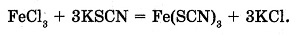 FeCl₃ + 3KSCN = Fe(SCN)₃ + 3KCl.